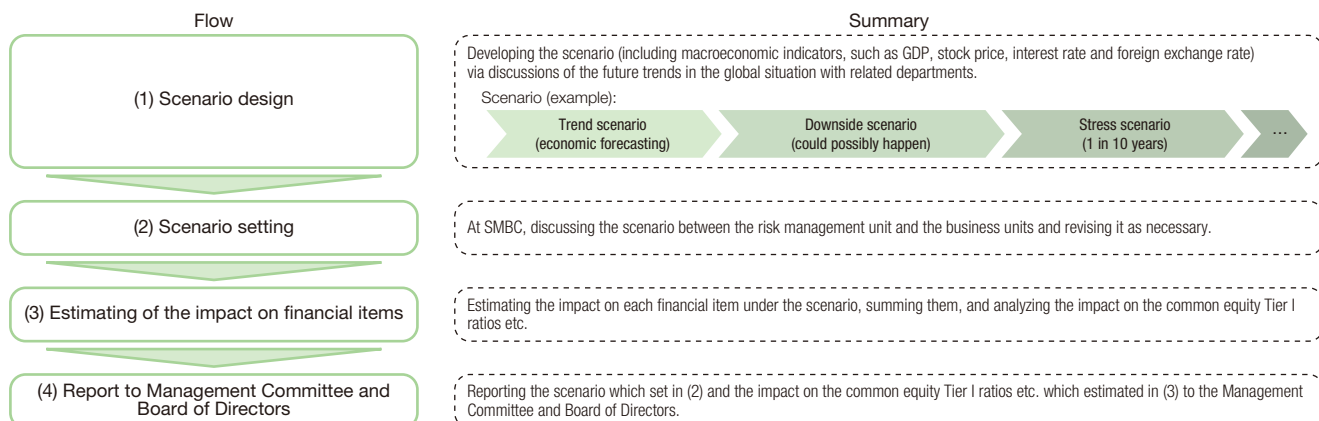 Flow
Summary
(1) Scenario design
Developing the scenario (including macroeconomic indicators, such as GDP, stock price, interest rate and foreign exchange rate)
via discussions of the future trends in the global situation with related departments.
Scenario (example):
Trend scenario
(economic forecasting)
Downside scenario
(could possibly happen)
Stress scenario
(1 in 10 years)
…
(2) Scenario setting
At SMBC, discussing the scenario between the risk management unit and the business units and revising it as necessary.
(3) Estimating of the impact on financial items
Estimating the impact on each financial item under the scenario, summing them, and analyzing the impact on the common equity Tier I
ratios etc.
(4) Report to Management Committee and
Board of Directors
Reporting the scenario which set in (2) and the impact on the common equity Tier I ratios etc. which estimated in (3) to the Management
Committee and Board of Directors.